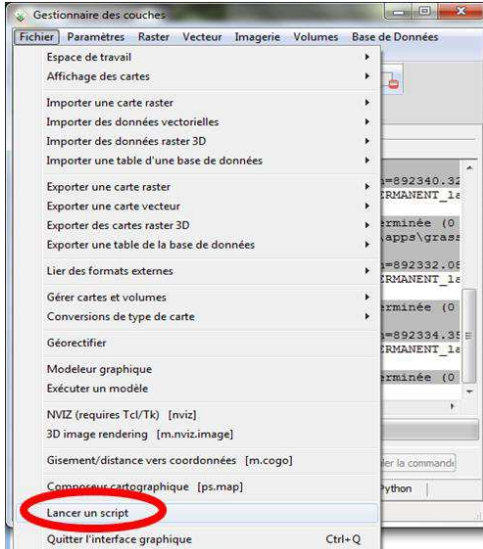 Gestionnaire des couches
Fichier Paramètres Raster Vecteur Imagerie Volumes Base de Données
Espace de travail
Affichage des cartes
Importer une carte raster
Importer des données vectorielles
Importer des données raster 3D
Importer une table d'une base de données
Exporter une carte raster
Exporter une carte vecteur
Exporter des cartes raster 3D
Exporter une table de la base de données
Lier des formats externes
Gérer cartes et volumes
Conversions de type de carte
Géorectifier
Modeleur graphique
Exécuter un modèle
NVIZ (requires Tcl/Tk) [nviz]
3D image rendering [m.nviz.image]
Gisement/distance vers coordonnées [m.cogo]
Composeur cartographique [ps.map]
Lancer un script
Quitter l'interface graphique Ctrl+Q
=892340.32
ERMANENT_la
erminée (0
\apps\grass
=892332.08
ERMANENT_la
erminée (0
=892334.35
ERMANENT_la
erminée (0
ler la commande
Python